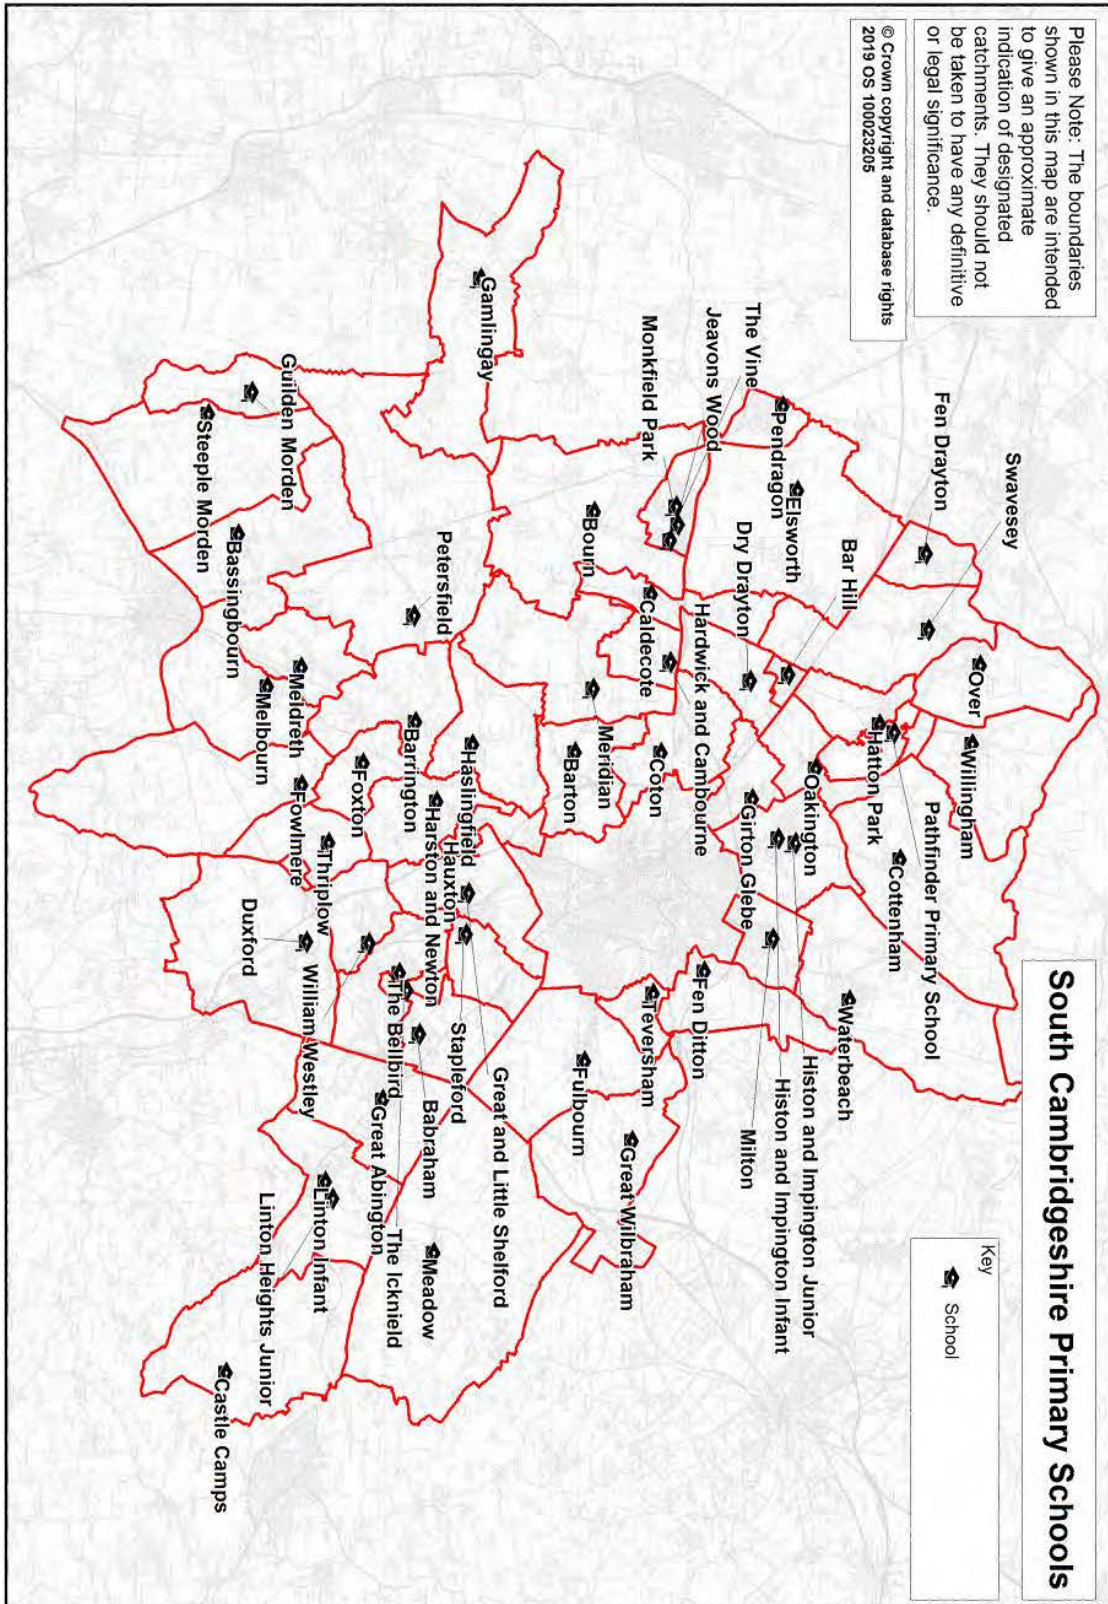 Please Note: The boundaries
shown in this map are intended
to give an approximate
indication of designated
catchments. They should not
be taken to have any definitive
or legal significance.
© Crown copyright and database rights
2019 OS 100023205
South Cambridgeshire Primary Schools
Key
School
Swavesey
Fen Drayton
Over
Willingham
Pathfinder Primary School
Hatton Park
Cottenham
Bar Hill
Oakington
Elsworth
Pendragon
Dry Drayton
The Vine
Jeavons Wood
Monkfield Park
Hardwick and Cambourne
Girton Glebe
Waterbeach
Histon and Impington Junior
Histon and Impington Infant
Milton
Fen Ditton
Teversham
Great Wilbraham
Fulburn
Caldecote
Coton
Bourn
Meridian
Barton
Gamlingay
Haslingfield
Hauxton
Harston and Newton
Great and Little Shelford
Stapleford
Petersfield
Barrington
Babraham
The Bellbird
The Icknield
Meadow
Great Abington
Foxton
William Westley
Thriplow
Fowlmere
Meldreth
Melbourn
Duxford
Linton Infant
Linton Heights Junior
Guilden Morden
Steeple Morden
Bassingbourn
Castle Camps